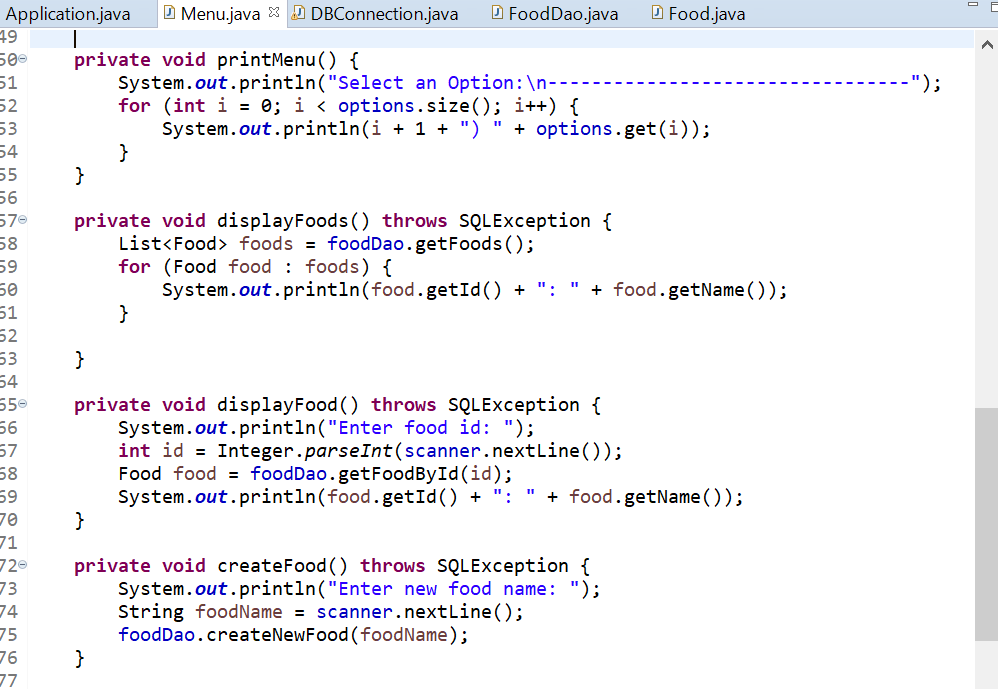 Application.java Menu.java DBConnection.java FoodDao.java Food.java
49
50 private void printMenu() {
51 System.out.println("Select an Option:\n---------------------------------");
52 for (int i = 0; i < options.size(); i++) {
53 System.out.println(i + 1 + ") " + options.get(i));
54 }
55 }
56
57 private void displayFoods() throws SQLException {
58 List<Food> foods = foodDao.getFoods();
59 for (Food food : foods) {
60 System.out.println(food.getId() + ": " + food.getName());
61 }
62
63 }
64
65 private void displayFood() throws SQLException {
66 System.out.println("Enter food id: ");
67 int id = Integer.parseInt(scanner.nextLine());
68 Food food = foodDao.getFoodById(id);
69 System.out.println(food.getId() + ": " + food.getName());
70 }
71
72 private void createFood() throws SQLException {
73 System.out.println("Enter new food name: ");
74 String foodName = scanner.nextLine();
75 foodDao.createNewFood(foodName);
76 }
77